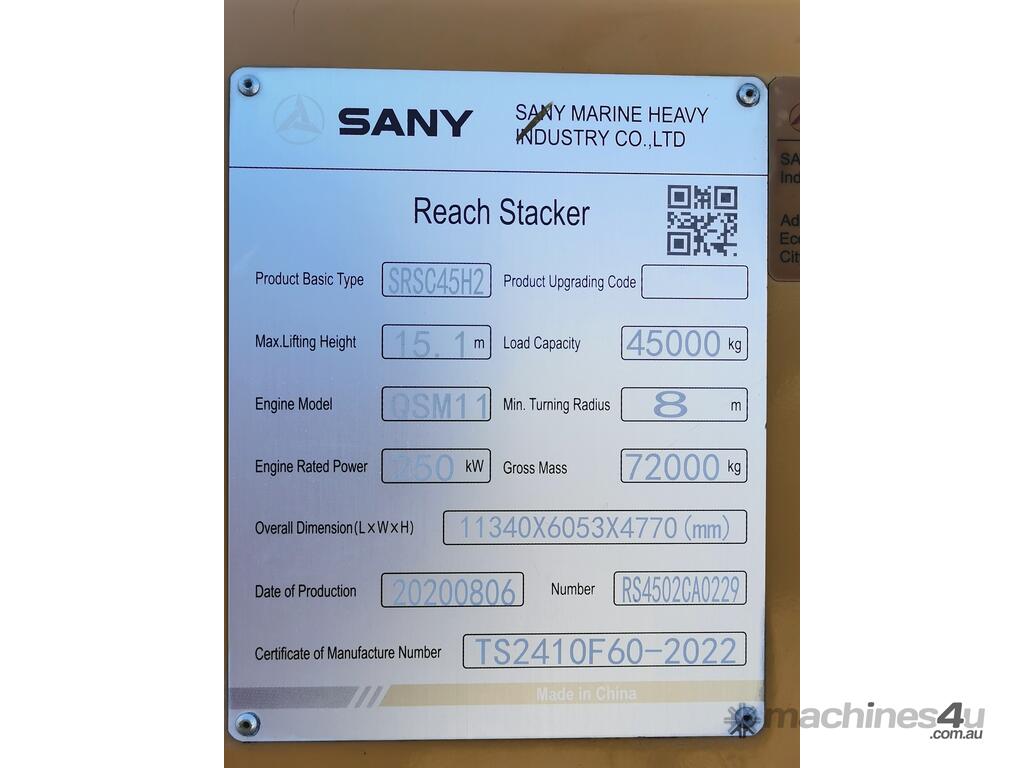 SANY
SANY MARINE HEAVY
INDUSTRY CO.,LTD
Reach Stacker
Product Basic Type SRSC45H2 Product Upgrading Code
Max.Lifting Height 15.1 m Load Capacity 45000 kg
Engine Model QSM11 Min. Turning Radius 8 m
Engine Rated Power 250 kW Gross Mass 72000 kg
Overall Dimension(L×W×H) 11340X6053X4770(mm)
Date of Production 20200806 Number RS4502CA0229
Certificate of Manufacture Number TS2410F60-2022
Made in China
machines4u
.com.au